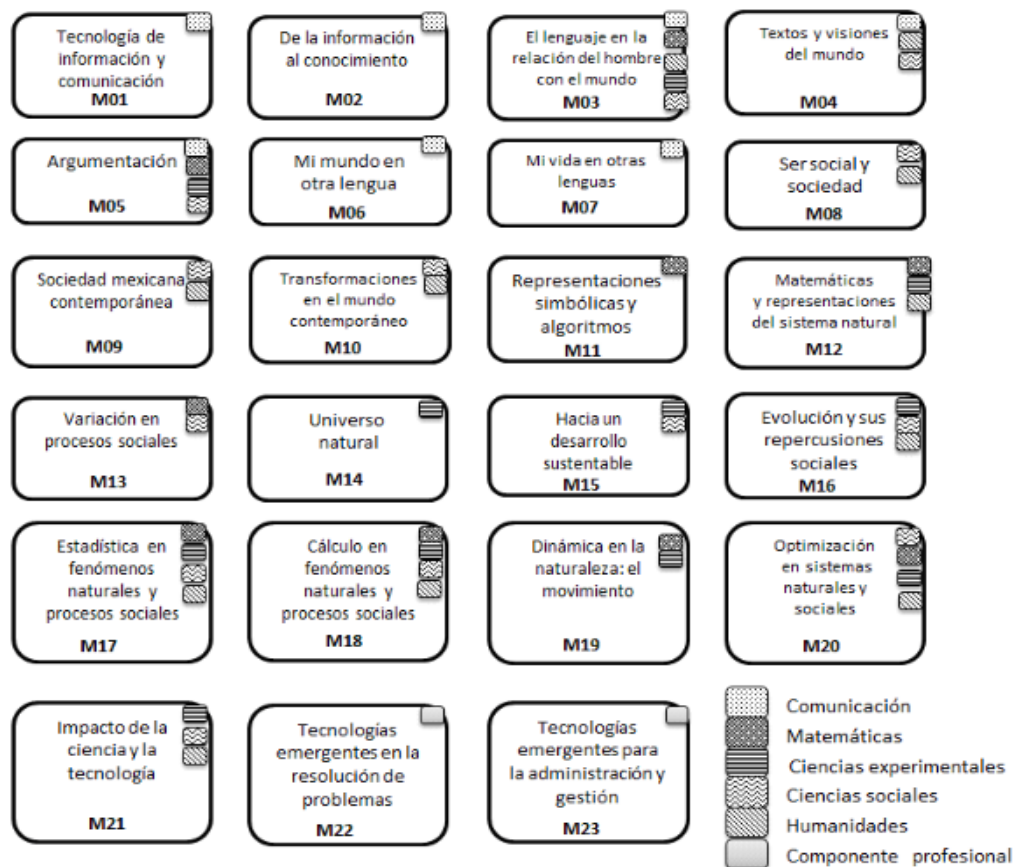 Tecnología de
información y
comunicación
M01
De la información
al conocimiento
M02
El lenguaje en la
relación del hombre
con el mundo
M03
Textos y visiones
del mundo
M04
Argumentación
M05
Mi mundo en
otra lengua
M06
Mi vida en otras
lenguas
M07
Ser social y
sociedad
M08
Sociedad mexicana
contemporánea
M09
Transformaciones
en el mundo
contemporáneo
M10
Representaciones
simbólicas y
algoritmos
M11
Matemáticas
y representaciones
del sistema natural
M12
Variación en
procesos sociales
M13
Universo
natural
M14
Hacia un
desarrollo
sustentable
M15
Evolución y sus
repercusiones
sociales
M16
Estadística en
fenómenos
naturales y
procesos sociales
M17
Cálculo en
fenómenos
naturales y
procesos sociales
M18
Dinámica en la
naturaleza: el
movimiento
M19
Optimización
en sistemas
naturales y
sociales
M20
Impacto de la
ciencia y la
tecnología
M21
Tecnologías
emergentes en la
resolución de
problemas
M22
Tecnologías
emergentes para
la administración y
gestión
M23
Comunicación
Matemáticas
Ciencias experimentales
Ciencias sociales
Humanidades
Componente profesional